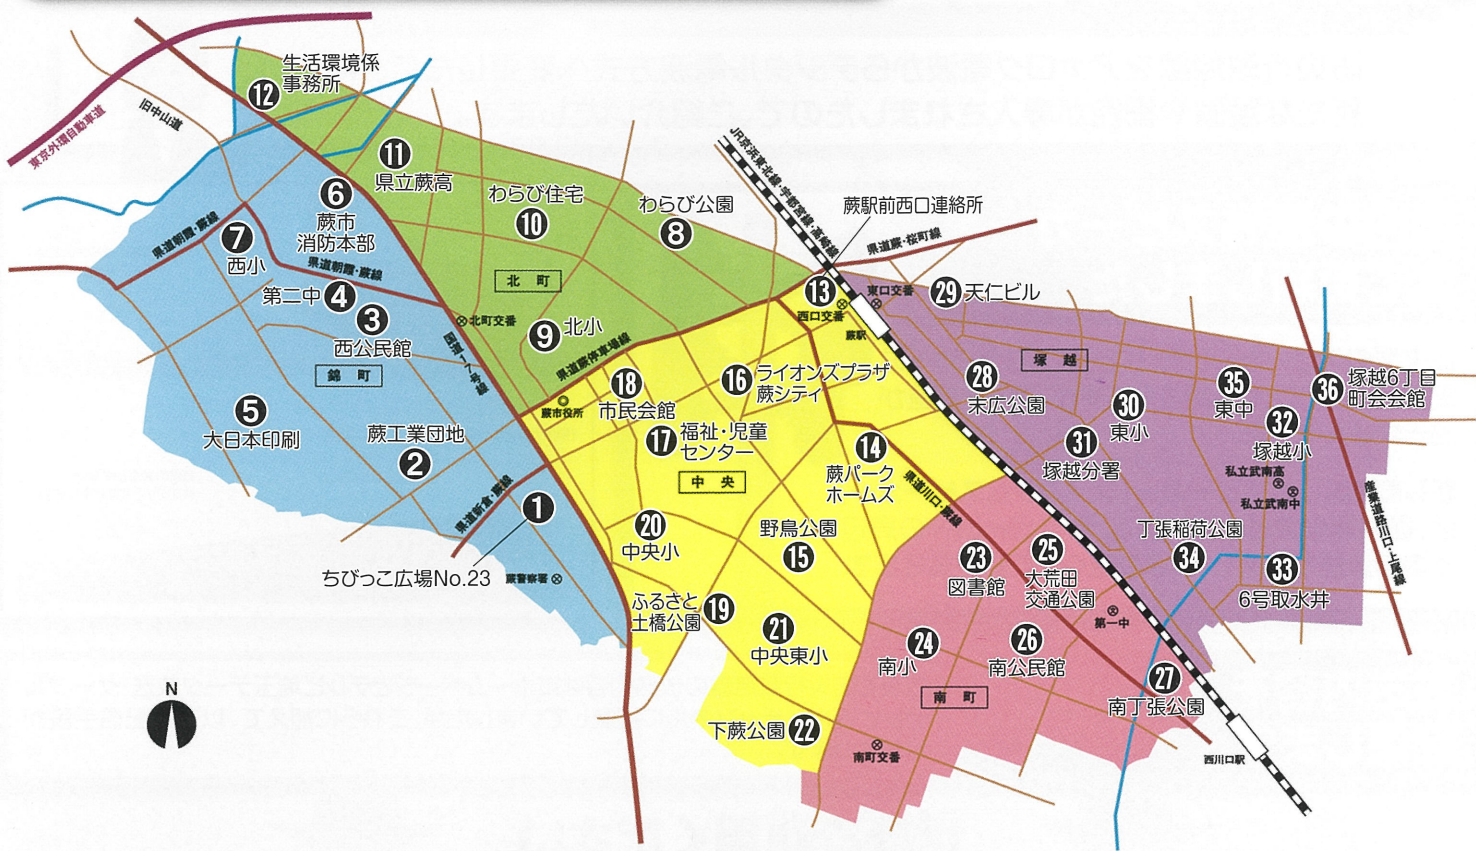 東京外環自動車道
旧中山道
⑫
生活環境係
事務所
⑪
県立蕨高
⑥
蕨市
消防本部
⑦
西小
県道朝霞・蕨線
県道朝霞・蕨線
第二中
④
③
西公民館
錦 町
⑤
大日本印刷
蕨工業団地
②
県道新倉・蕨線
①
ちびっこ広場No.23
蕨警察署
わらび住宅
⑩
わらび公園
⑧
北 町
北町交番
国道17号線
⑨
北小
県道蕨停車場線
蕨市役所
JR京浜東北線・宇都宮線・高崎線
蕨駅前西口連絡所
県道蕨・桜町線
⑬
西口交番
東口交番
蕨駅
㉙
天仁ビル
⑱
市民会館
⑯
ライオンズプラザ
蕨シティ
⑰
福祉・児童
センター
中 央
⑭
蕨パーク
ホームズ
県道川口・蕨線
⑳
中央小
野鳥公園
⑮
ふるさと
土橋公園
⑲
㉑
中央東小
下蕨公園
㉒
塚 越
㉘
末広公園
㉚
東小
㉛
塚越分署
㉟
東中
㉜
塚越小
㊱
塚越6丁目
町会会館
私立武南高
私立武南中
産業道路川口・上尾線
丁張稲荷公園
㉞
㉝
6号取水井
㉓
図書館
㉕
大荒田
交通公園
第一中
㉔
南小
㉖
南公民館
南 町
㉗
南丁張公園
南町交番
西川口駅
N